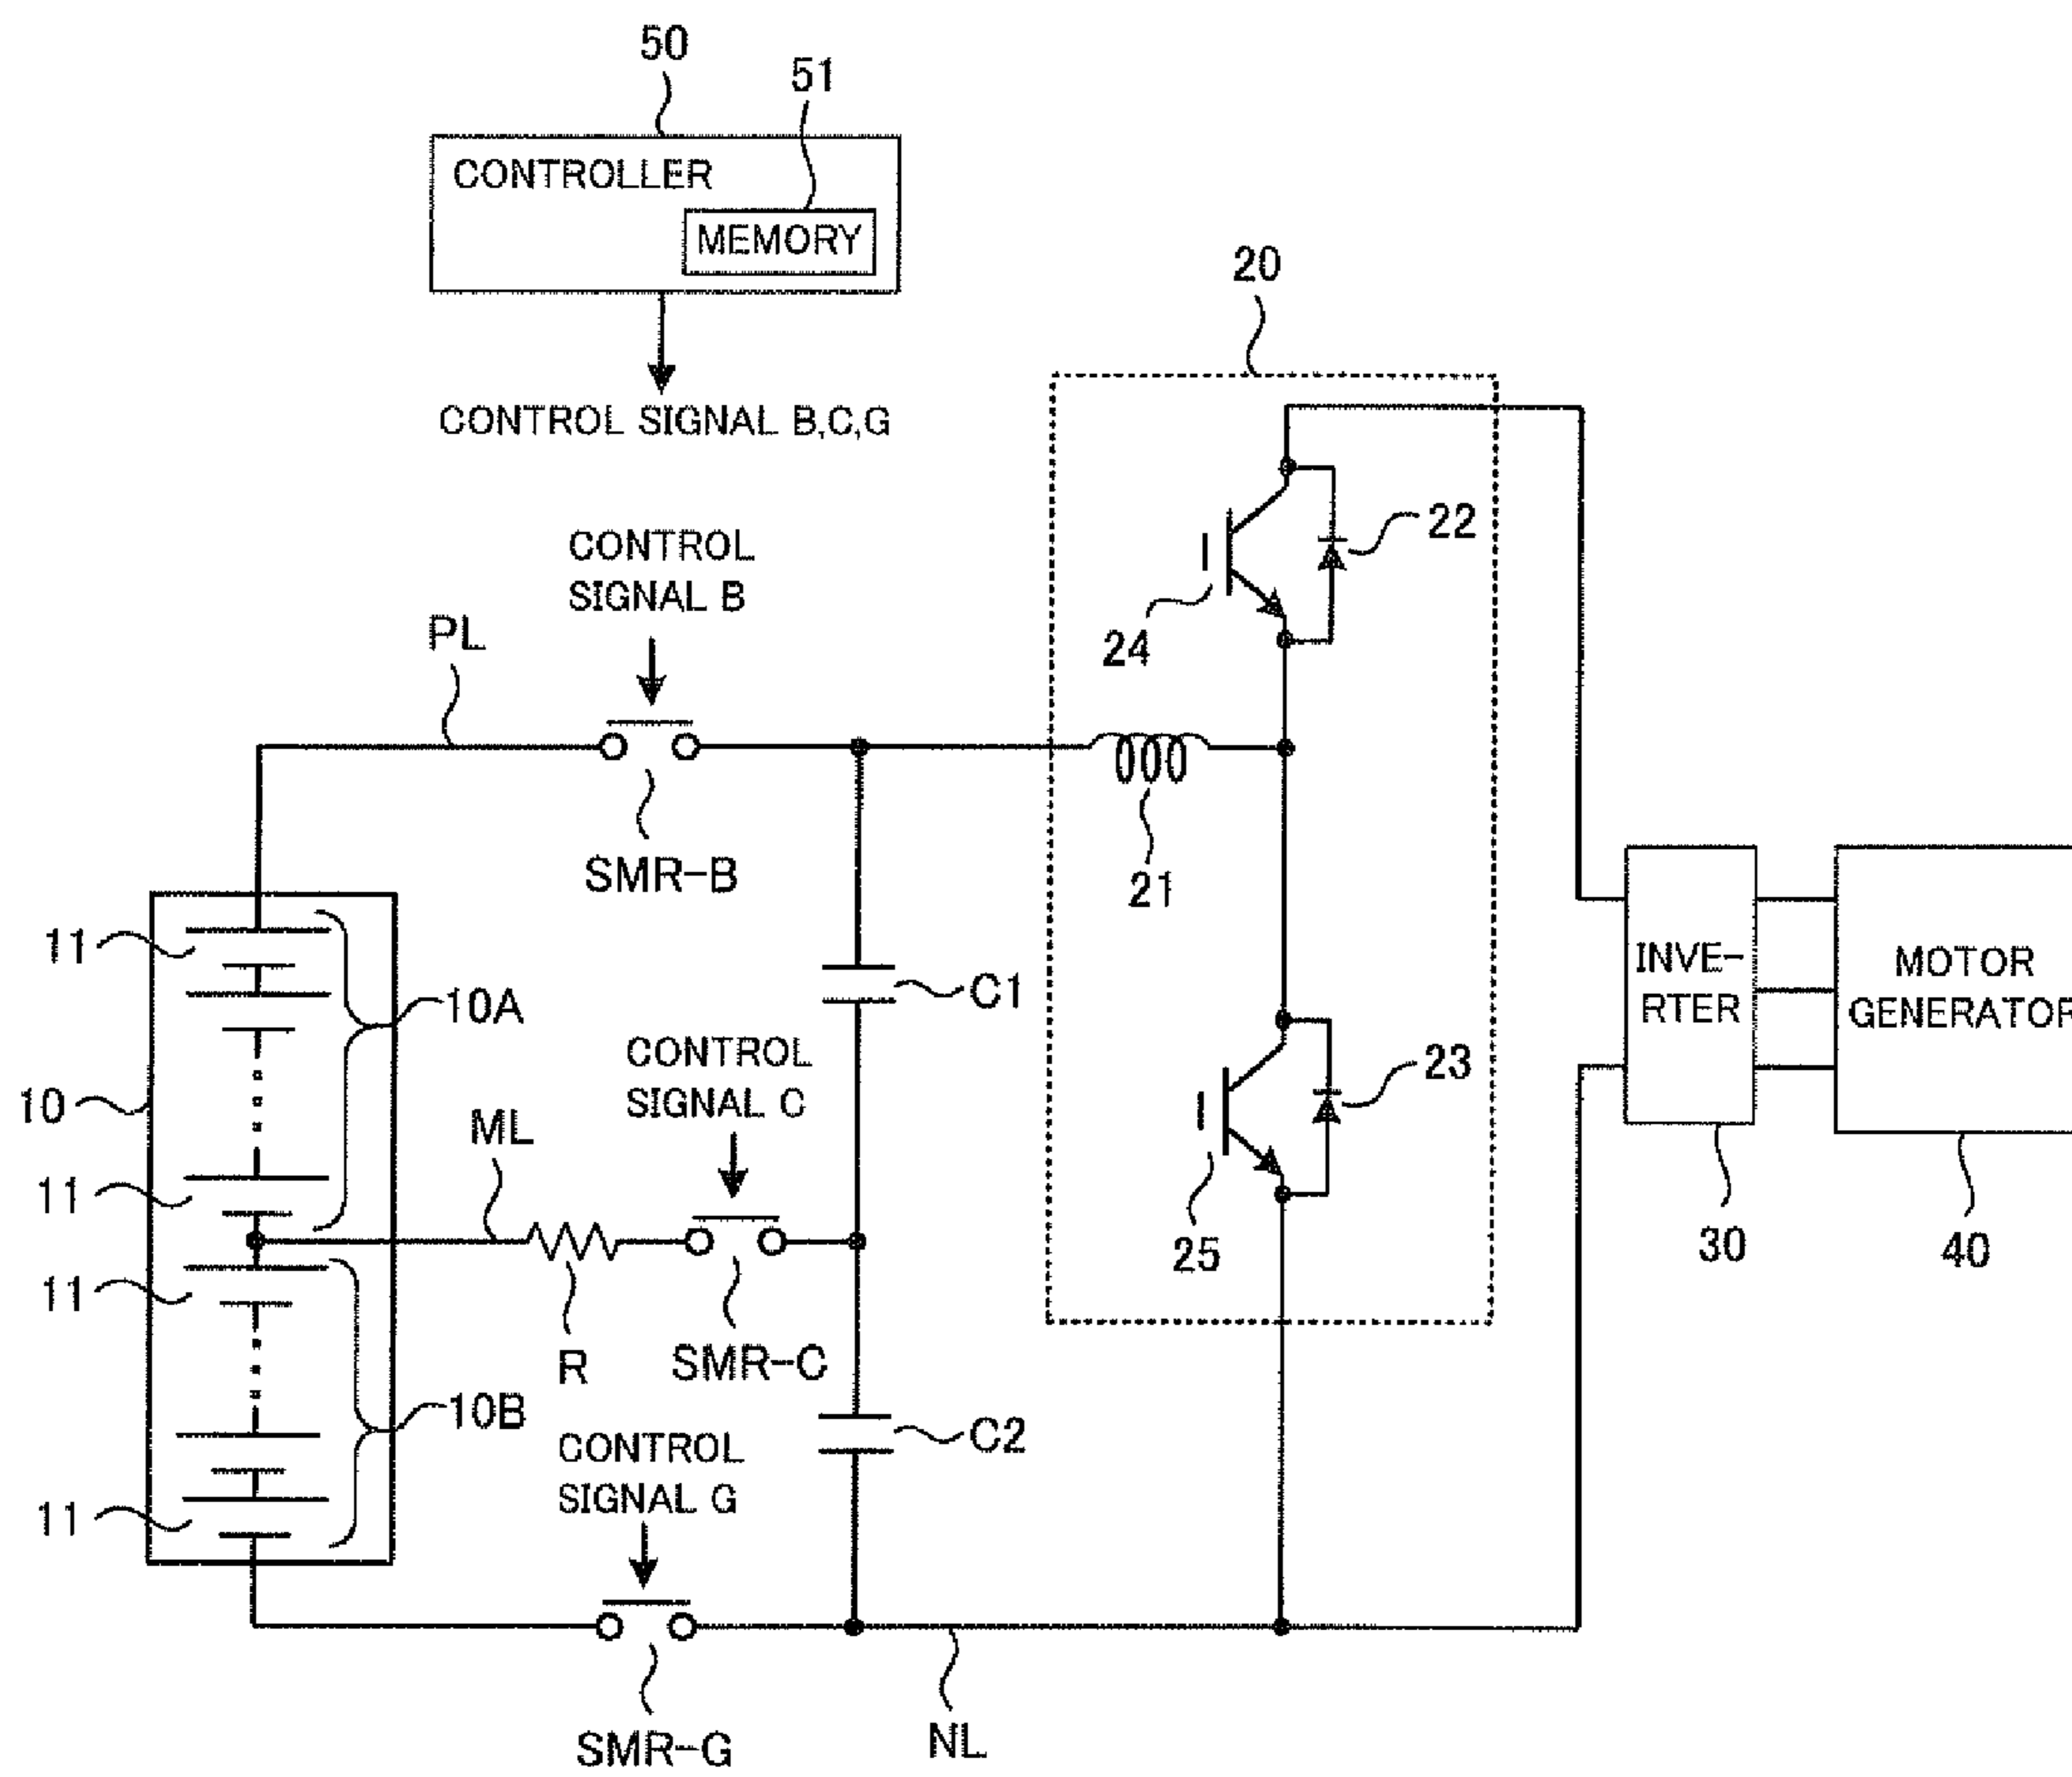 50
51
CONTROLLER
MEMORY
CONTROL SIGNAL B,C,G
20
CONTROL
SIGNAL B
22
24
PL
SMR-B
21
11
10A
C1
INVE-
RTER
MOTOR
GENERATOR
10
CONTROL
SIGNAL C
23
ML
11
25
30
40
11
R
SMR-C
10B
C2
CONTROL
SIGNAL G
11
SMR-G
NL